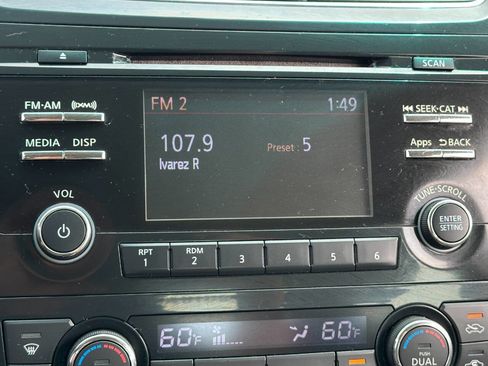 SCAN
FM·AM (XM)
MEDIA DISP
VOL
FM 2 1:49
107.9 Preset : 5
lvarez R
SEEK·CAT
Apps BACK
TUNE·SCROLL
ENTER
SETTING
RPT
1
RDM
2
3
4
5
6
60°F 60°F
PUSH
DUAL